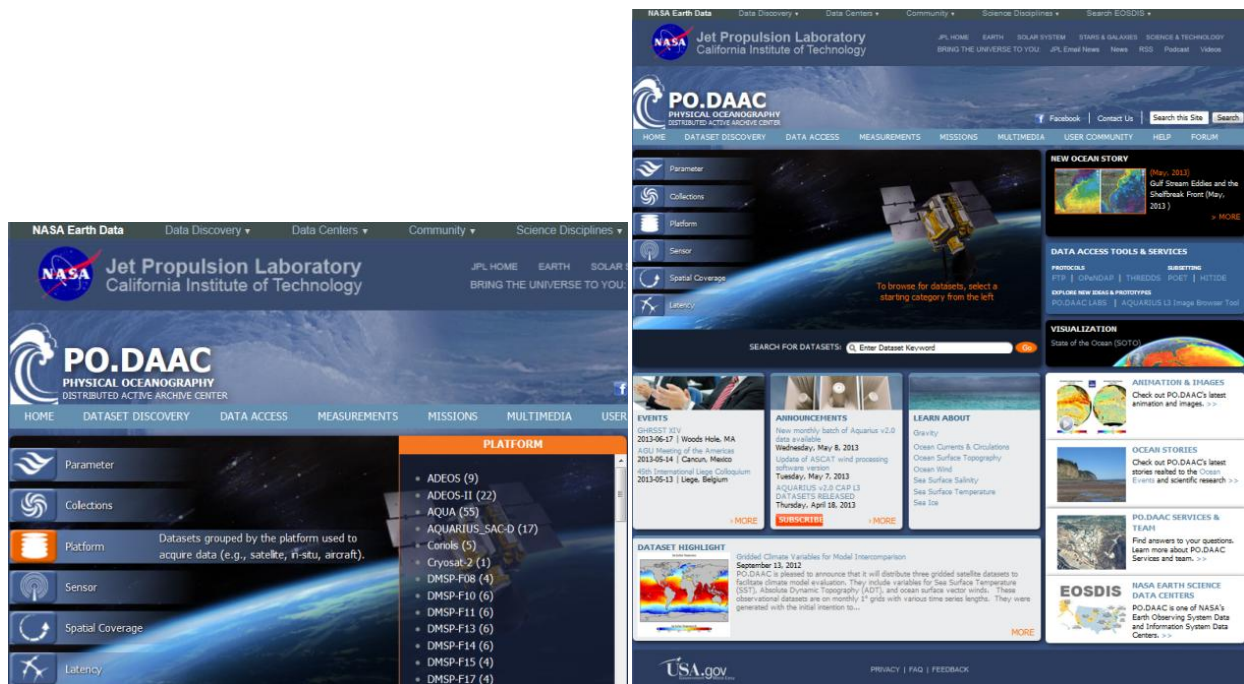 NASA Earth Data Data Discovery ▾ Data Centers ▾ Community ▾ Science Disciplines ▾
NASA
Jet Propulsion Laboratory
California Institute of Technology
JPL HOME EARTH SOLAR
BRING THE UNIVERSE TO YOU:
PO.DAAC
PHYSICAL OCEANOGRAPHY
DISTRIBUTED ACTIVE ARCHIVE CENTER
HOME DATASET DISCOVERY DATA ACCESS MEASUREMENTS MISSIONS MULTIMEDIA USER
Parameter
Collections
Platform
Datasets grouped by the platform used to
acquire data (e.g., satelite, in-stu, aircraft).
Sensor
Spatial Coverage
Latency
PLATFORM
ADEOS (9)
ADEOS-II (22)
AQUA (55)
AQUARIUS_SAC-D (17)
Coriolis (5)
Cryosat-2 (1)
DMSP-F08 (4)
DMSP-F10 (6)
DMSP-F11 (6)
DMSP-F13 (6)
DMSP-F14 (6)
DMSP-F15 (4)
DMSP-F17 (4)
NASA Earth Data Data Discovery ▾ Data Centers ▾ Community ▾ Science Disciplines ▾ Search EOSDIS ▾
NASA
Jet Propulsion Laboratory
California Institute of Technology
JPL HOME EARTH SOLAR SYSTEM STARS & GALAXIES SCIENCE & TECHNOLOGY
BRING THE UNIVERSE TO YOU: JPL Email News News RSS Podcast Videos
PO.DAAC
PHYSICAL OCEANOGRAPHY
DISTRIBUTED ACTIVE ARCHIVE CENTER
f Facebook | Contact Us | Search this Site Search
HOME DATASET DISCOVERY DATA ACCESS MEASUREMENTS MISSIONS MULTIMEDIA USER COMMUNITY HELP FORUM
Parameter
Collections
Platform
Sensor
Spatial Coverage
Latency
To browse for datasets, select a
starting category from the left
SEARCH FOR DATASETS: Enter Dataset Keyword Go
NEW OCEAN STORY
(May, 2013)
Gulf Stream Eddies and the
Shelfbreak Front (May,
2013 )
> MORE
DATA ACCESS TOOLS & SERVICES
PROTOCOLS SUBSETTING
FTP | OPeNDAP | THREDDS POET | HITIDE
EXPLORE NEW IDEAS & PROTOTYPES
PO.DAAC LABS | AQUARIUS L3 Image Browser Tool
VISUALIZATION
State of the Ocean (SOTO)
EVENTS
GHRSST XIV
2013-06-17 | Woods Hole, MA
AGU Meeting of the Americas
2013-05-14 | Cancun, Mexico
45th International Liege Colloquium
2013-05-13 | Liege, Belgium
> MORE
ANNOUNCEMENTS
New monthly batch of Aquarius v2.0
data available
Wednesday, May 8, 2013
Update of ASCAT wind processing
software version
Tuesday, May 7, 2013
AQUARIUS v2.0 CAP L3
DATASETS RELEASED
Thursday, April 18, 2013
SUBSCRIBE > MORE
LEARN ABOUT
Gravity
Ocean Currents & Circulations
Ocean Surface Topography
Ocean Wind
Sea Surface Salinity
Sea Surface Temperature
Sea Ice
ANIMATION & IMAGES
Check out PO.DAAC's latest
animation and images. >>
OCEAN STORIES
Check out PO.DAAC's latest
stories realted to the Ocean
Events and scientific research >>
PO.DAAC SERVICES &
TEAM
Find answers to your questions.
Learn more about PO.DAAC
Services and team. >>
EOSDIS
NASA EARTH SCIENCE
DATA CENTERS
PO.DAAC is one of NASA's
Earth Observing System Data
and Information System Data
Centers. >>
DATASET HIGHLIGHT
Gridded Climate Variables for Model Intercomparison
September 13, 2012
PO.DAAC is pleased to announce that it will distribute three gridded satellite datasets to
facilitate climate model evaluation. They include variables for Sea Surface Temperature
(SST), Absolute Dynamic Topography (ADT), and ocean surface vector winds. These
observational datasets are on monthly 1° grids with various time series lengths. They were
generated with the initial intention to...
MORE
USA.gov
PRIVACY | FAQ | FEEDBACK